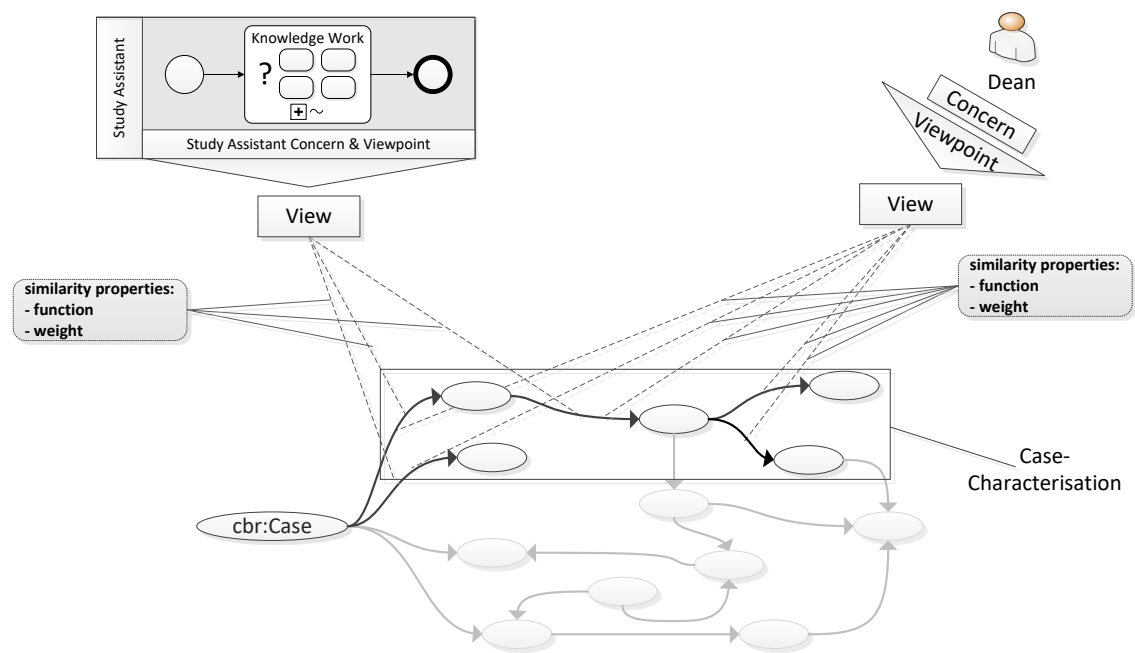 Study Assistant
Knowledge Work
?
Study Assistant Concern & Viewpoint
Dean
Concern
Viewpoint
View
View
similarity properties:
- function
- weight
similarity properties:
- function
- weight
Case-
Characterisation
cbr:Case